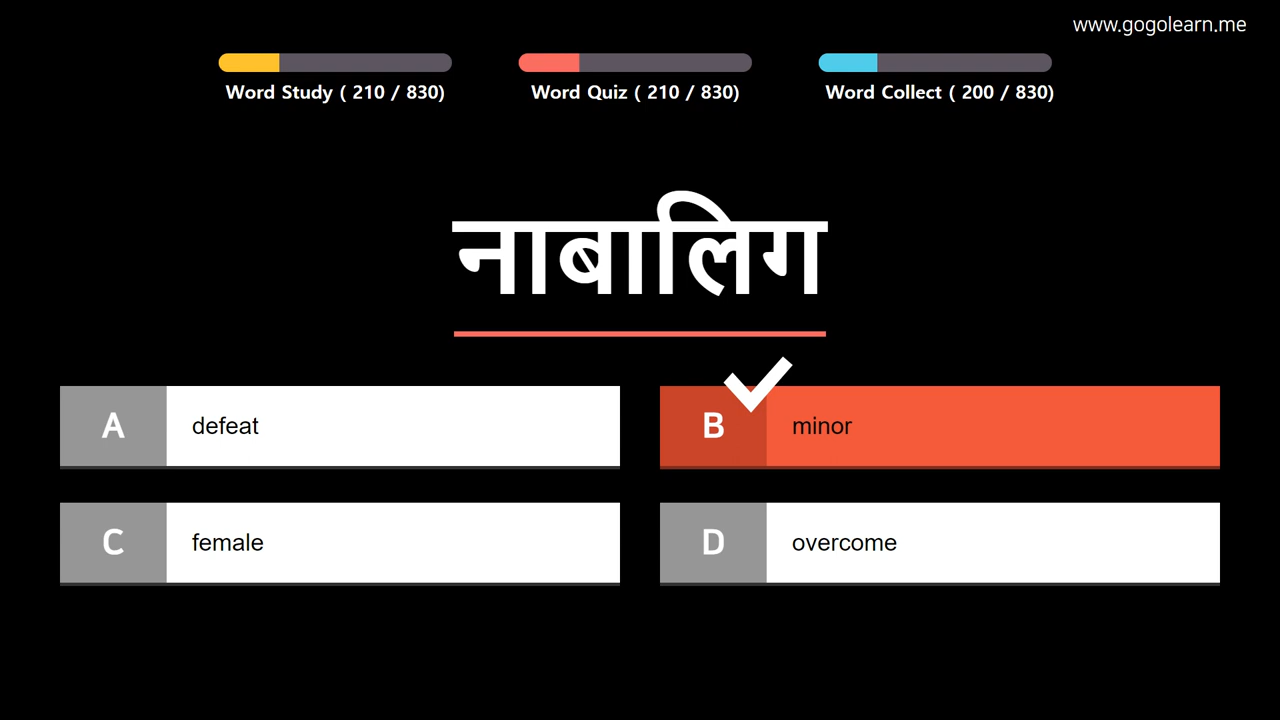 www.gogolearn.me
Word Study ( 210 / 830)
Word Quiz ( 210 / 830)
Word Collect ( 200 / 830)
नाबालिग
A defeat
B minor
C female
D overcome